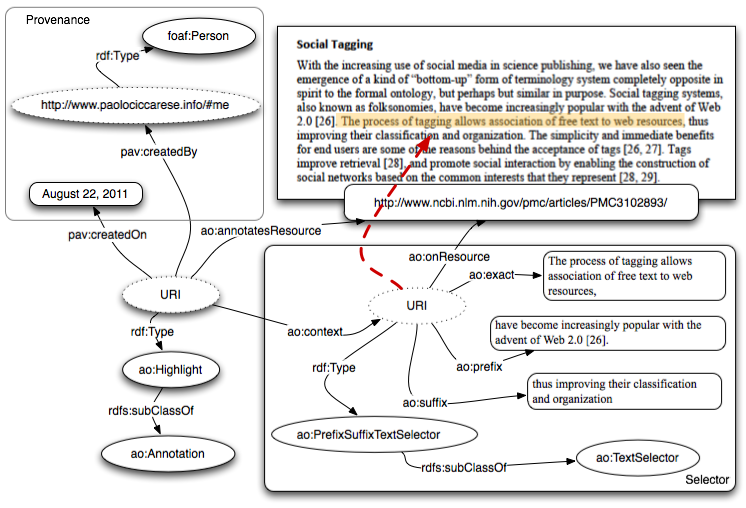 Provenance
foaf:Person
rdf:Type
http://www.paolociccarese.info/#me
pav:createdBy
August 22, 2011
pav:createdOn
Social Tagging
With the increasing use of social media in science publishing, we have also seen the
emergence of a kind of “bottom-up” form of terminology system completely opposite in
spirit to the formal ontology, but perhaps but similar in purpose. Social tagging systems,
also known as folksonomies, have become increasingly popular with the advent of Web
2.0 [26]. The process of tagging allows association of free text to web resources, thus
improving their classification and organization. The simplicity and immediate benefits
for end users are some of the reasons behind the acceptance of tags [26, 27]. Tags
improve retrieval [28], and promote social interaction by enabling the construction of
social networks based on the common interests that they represent [28, 29].
http://www.ncbi.nlm.nih.gov/pmc/articles/PMC3102893/
ao:annotatesResource
ao:onResource
URI
rdf:Type
ao:Highlight
rdfs:subClassOf
ao:Annotation
ao:context
URI
ao:exact
The process of tagging allows
association of free text to web
resources,
ao:prefix
have become increasingly popular with the
advent of Web 2.0 [26].
ao:suffix
thus improving their classification
and organization
rdf:Type
ao:PrefixSuffixTextSelector
rdfs:subClassOf
ao:TextSelector
Selector